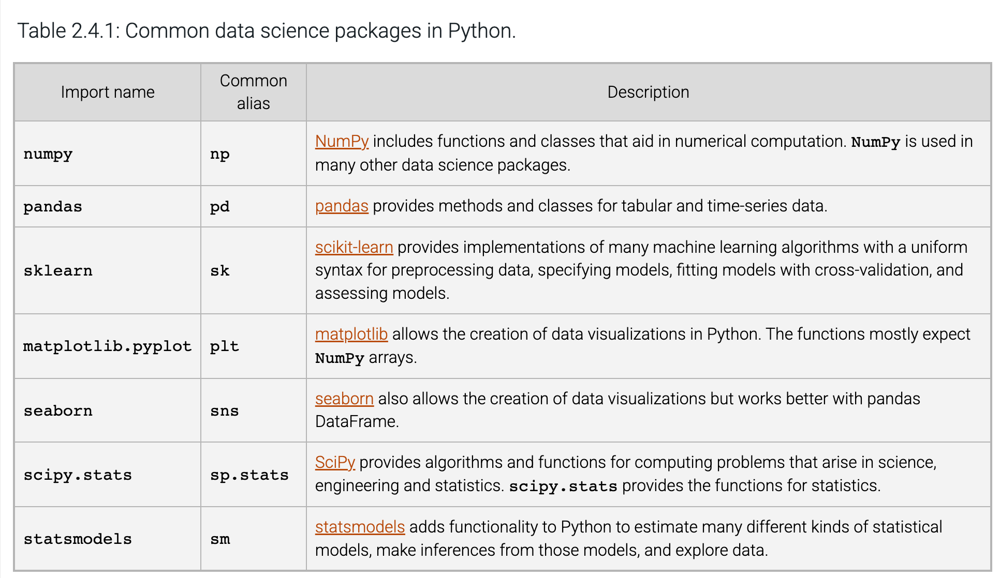 Table 2.4.1: Common data science packages in Python.
Import name
Common
alias
Description
numpy
np
NumPy includes functions and classes that aid in numerical computation. NumPy is used in
many other data science packages.
pandas
pd
pandas provides methods and classes for tabular and time-series data.
sklearn
sk
scikit-learn provides implementations of many machine learning algorithms with a uniform
syntax for preprocessing data, specifying models, fitting models with cross-validation, and
assessing models.
matplotlib.pyplot
plt
matplotlib allows the creation of data visualizations in Python. The functions mostly expect
NumPy arrays.
seaborn
sns
seaborn also allows the creation of data visualizations but works better with pandas
DataFrame.
scipy.stats
sp.stats
SciPy provides algorithms and functions for computing problems that arise in science,
engineering and statistics. scipy.stats provides the functions for statistics.
statsmodels
sm
statsmodels adds functionality to Python to estimate many different kinds of statistical
models, make inferences from those models, and explore data.